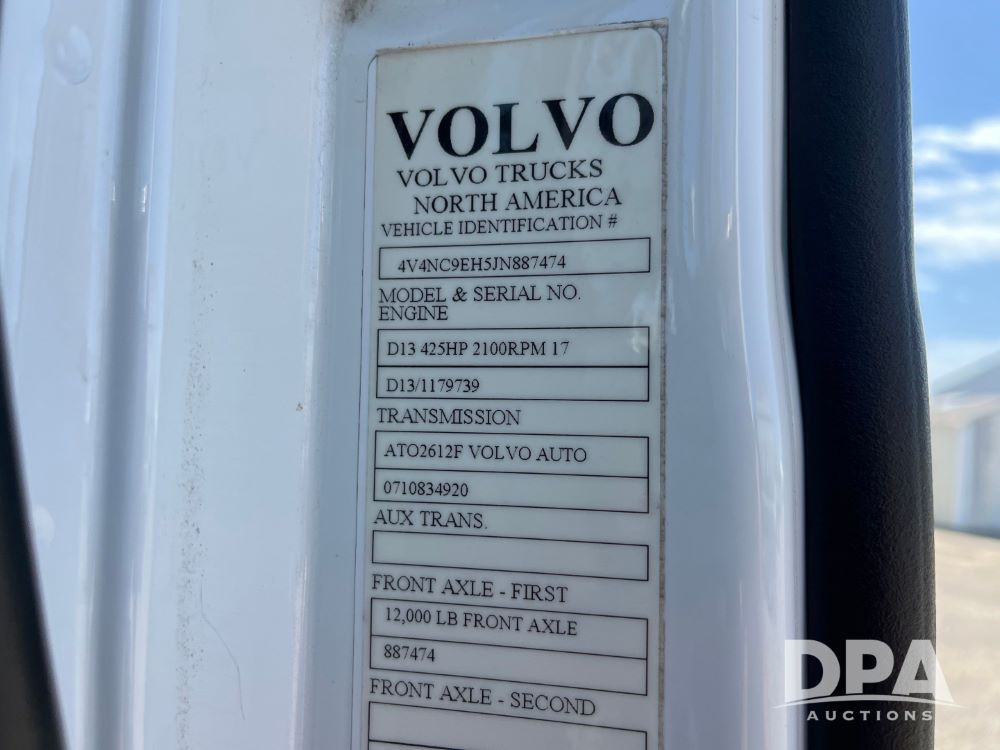 VOLVO
VOLVO TRUCKS
NORTH AMERICA
VEHICLE IDENTIFICATION #
4V4NC9EH5JN887474
MODEL & SERIAL NO.
ENGINE
D13 425HP 2100RPM 17
D13/1179739
TRANSMISSION
ATO2612F VOLVO AUTO
0710834920
AUX TRANS.
FRONT AXLE - FIRST
12,000 LB FRONT AXLE
887474
FRONT AXLE - SECOND
DPA
AUCTIONS